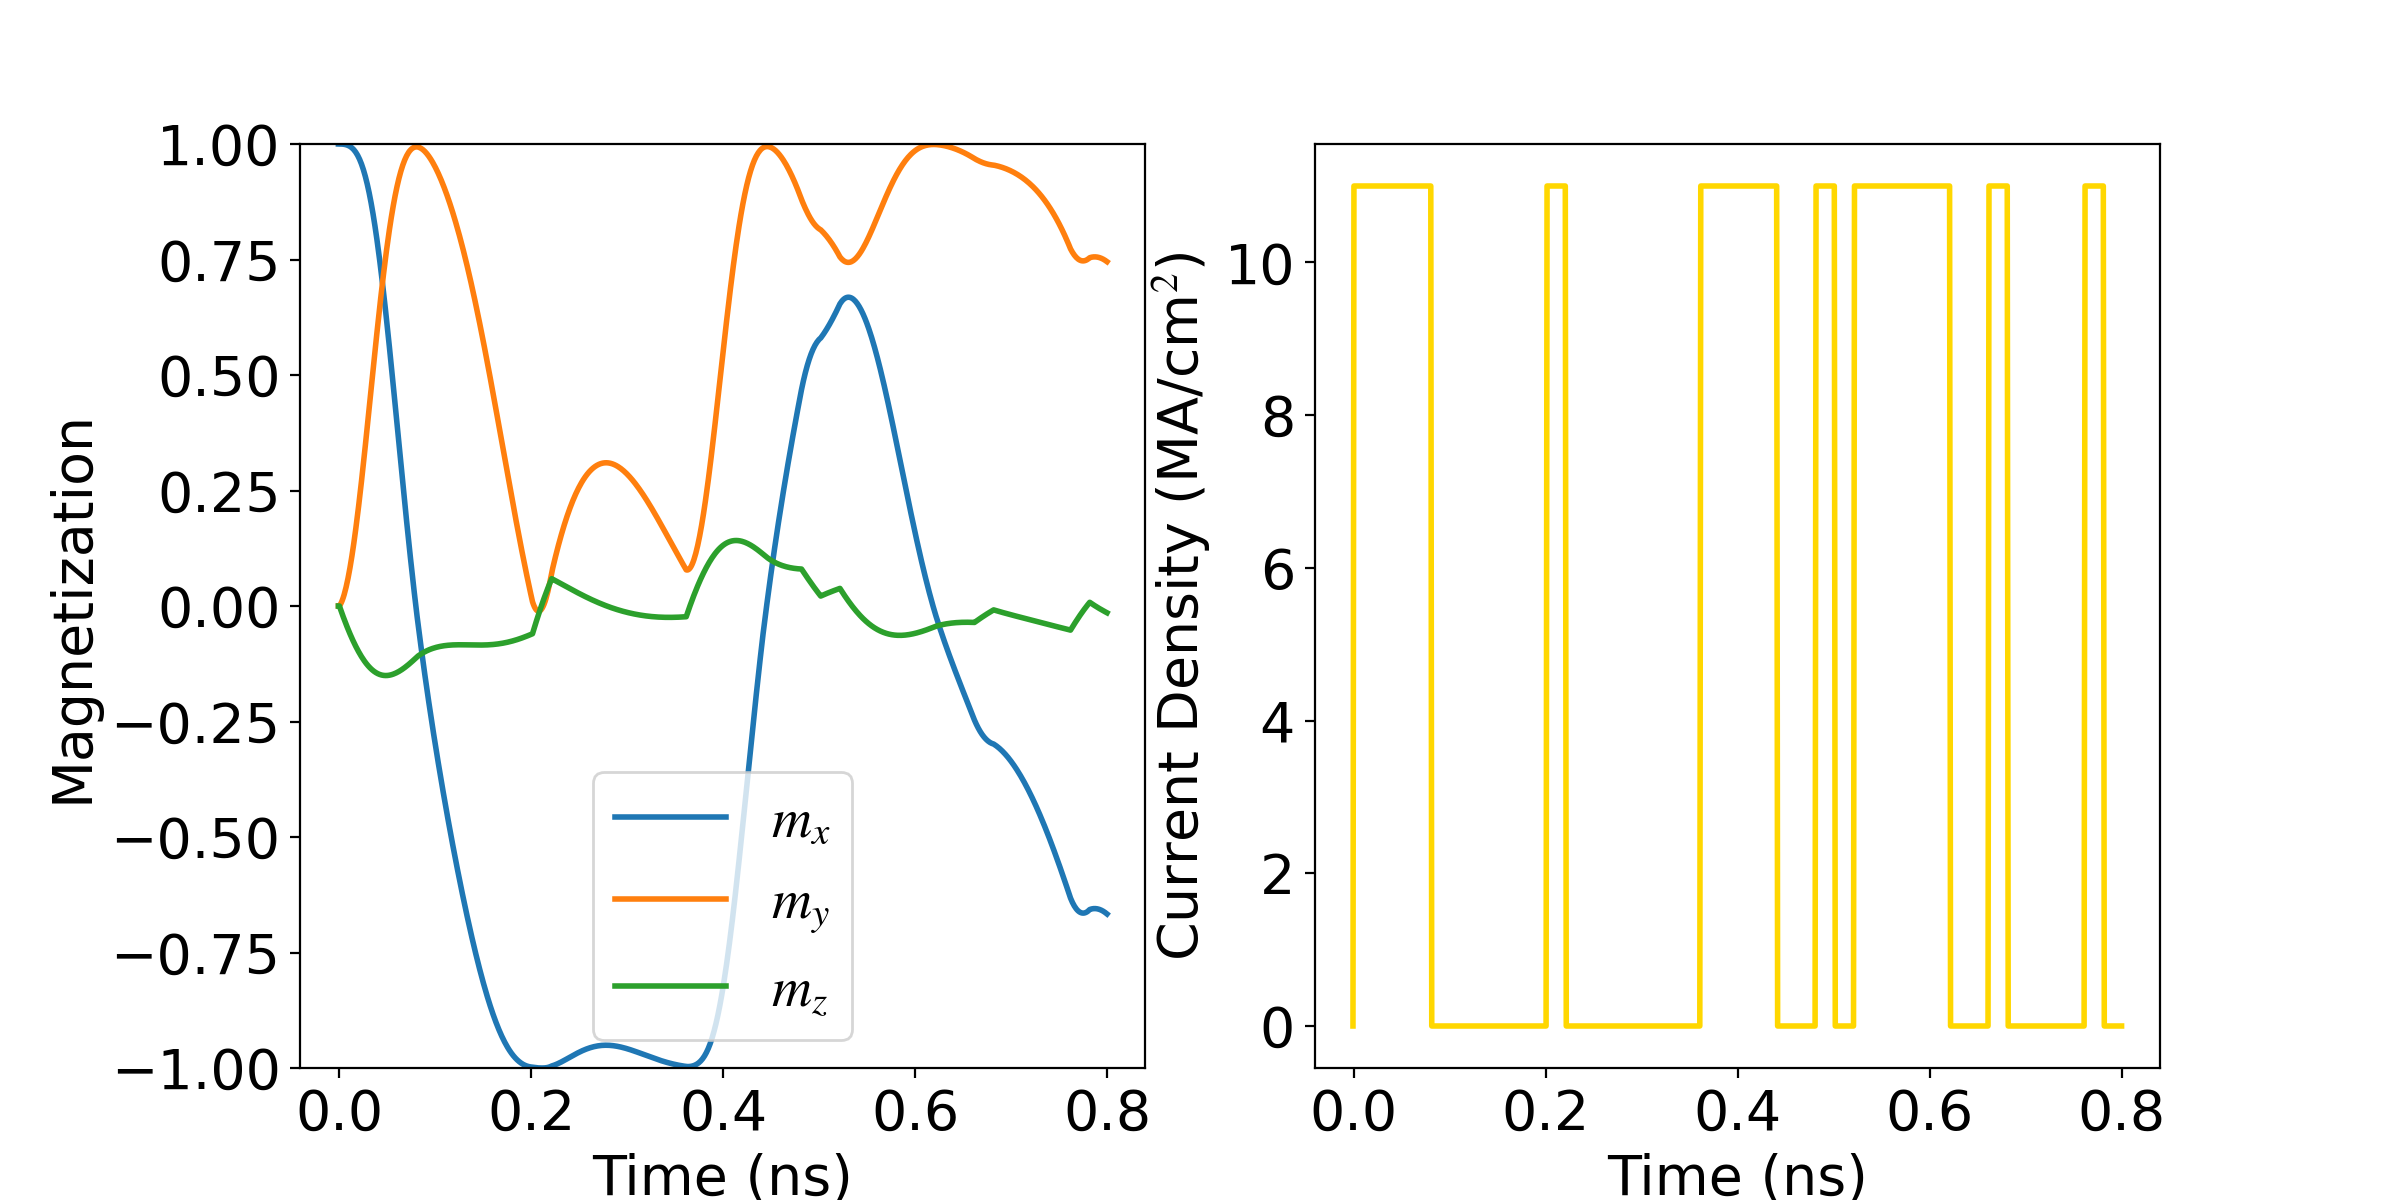 Magnetization
1.00
0.75
0.50
0.25
0.00
−0.25
−0.50
−0.75
−1.00
0.0 0.2 0.4 0.6 0.8
Time (ns)
m_x
m_y
m_z
Current Density (MA/cm²)
10
8
6
4
2
0
0.0 0.2 0.4 0.6 0.8
Time (ns)